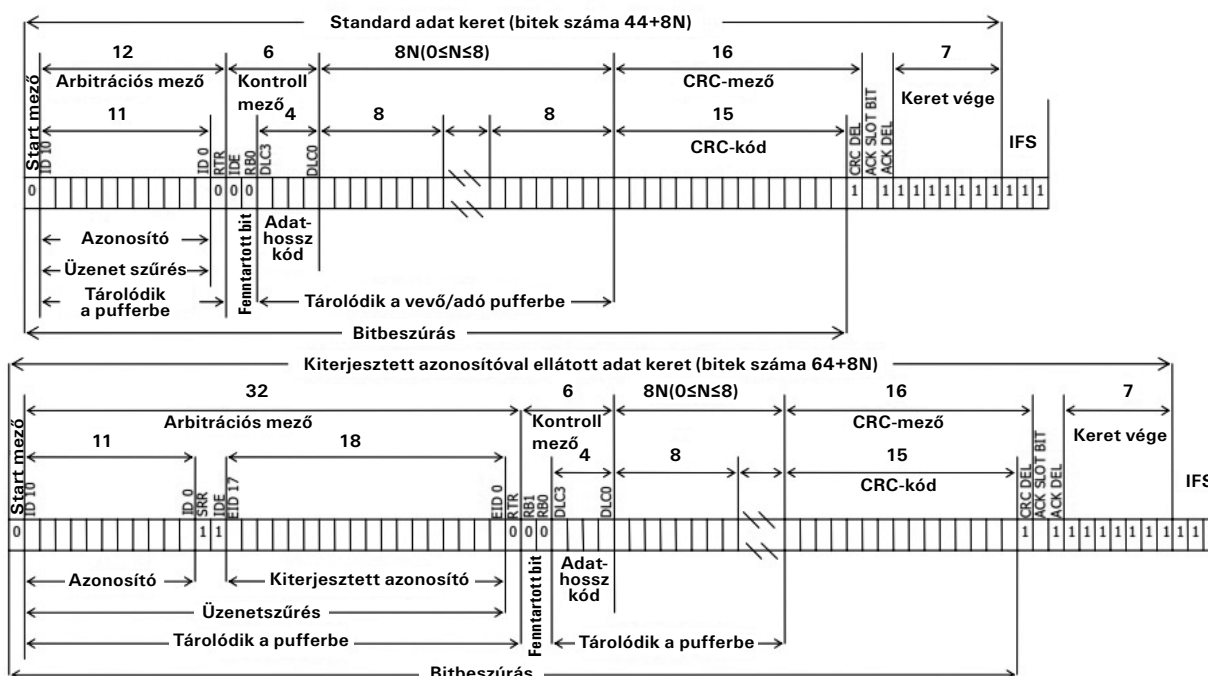 Standard adat keret (bitek száma 44+8N)
12
6
8N(0≤N≤8)
16
7
Arbitrációs mező
Kontroll
mező
CRC-mező
Keret vége
11
4
8
8
15
CRC-kód
IFS
Start mező
ID 10
ID 0
RTR
IDE
RB0
DLC3
DLC0
CRC DEL
ACK SLOT BIT
ACK DEL
0 0 0 0 1 1 1 1 1 1 1 1 1 1 1 1
Azonosító
Üzenet szűrés
Tárolódik
a pufferbe
Fenntartott bit
Adat-
hossz
kód
Tárolódik a vevő/adó pufferbe
Bitbeszúrás
Kiterjesztett azonosítóval ellátott adat keret (bitek száma 64+8N)
32
6
8N(0≤N≤8)
16
7
Arbitrációs mező
Kontroll
mező
CRC-mező
Keret vége
11
18
4
8
15
CRC-kód
IFS
Start mező
ID 10
ID 0
SRR
IDE
EID 17
EID 0
RTR
RB1
RB0
DLC3
DLC0
CRC DEL
ACK SLOT BIT
ACK DEL
0 1 1 0 0 0 1 1 1 1 1 1 1 1 1 1 1
Azonosító
Kiterjesztett azonosító
Üzenetszűrés
Tárolódik a pufferbe
Fenntartott bit
Adat-
hossz
kód
Tárolódik a pufferbe
Bitbeszúrás